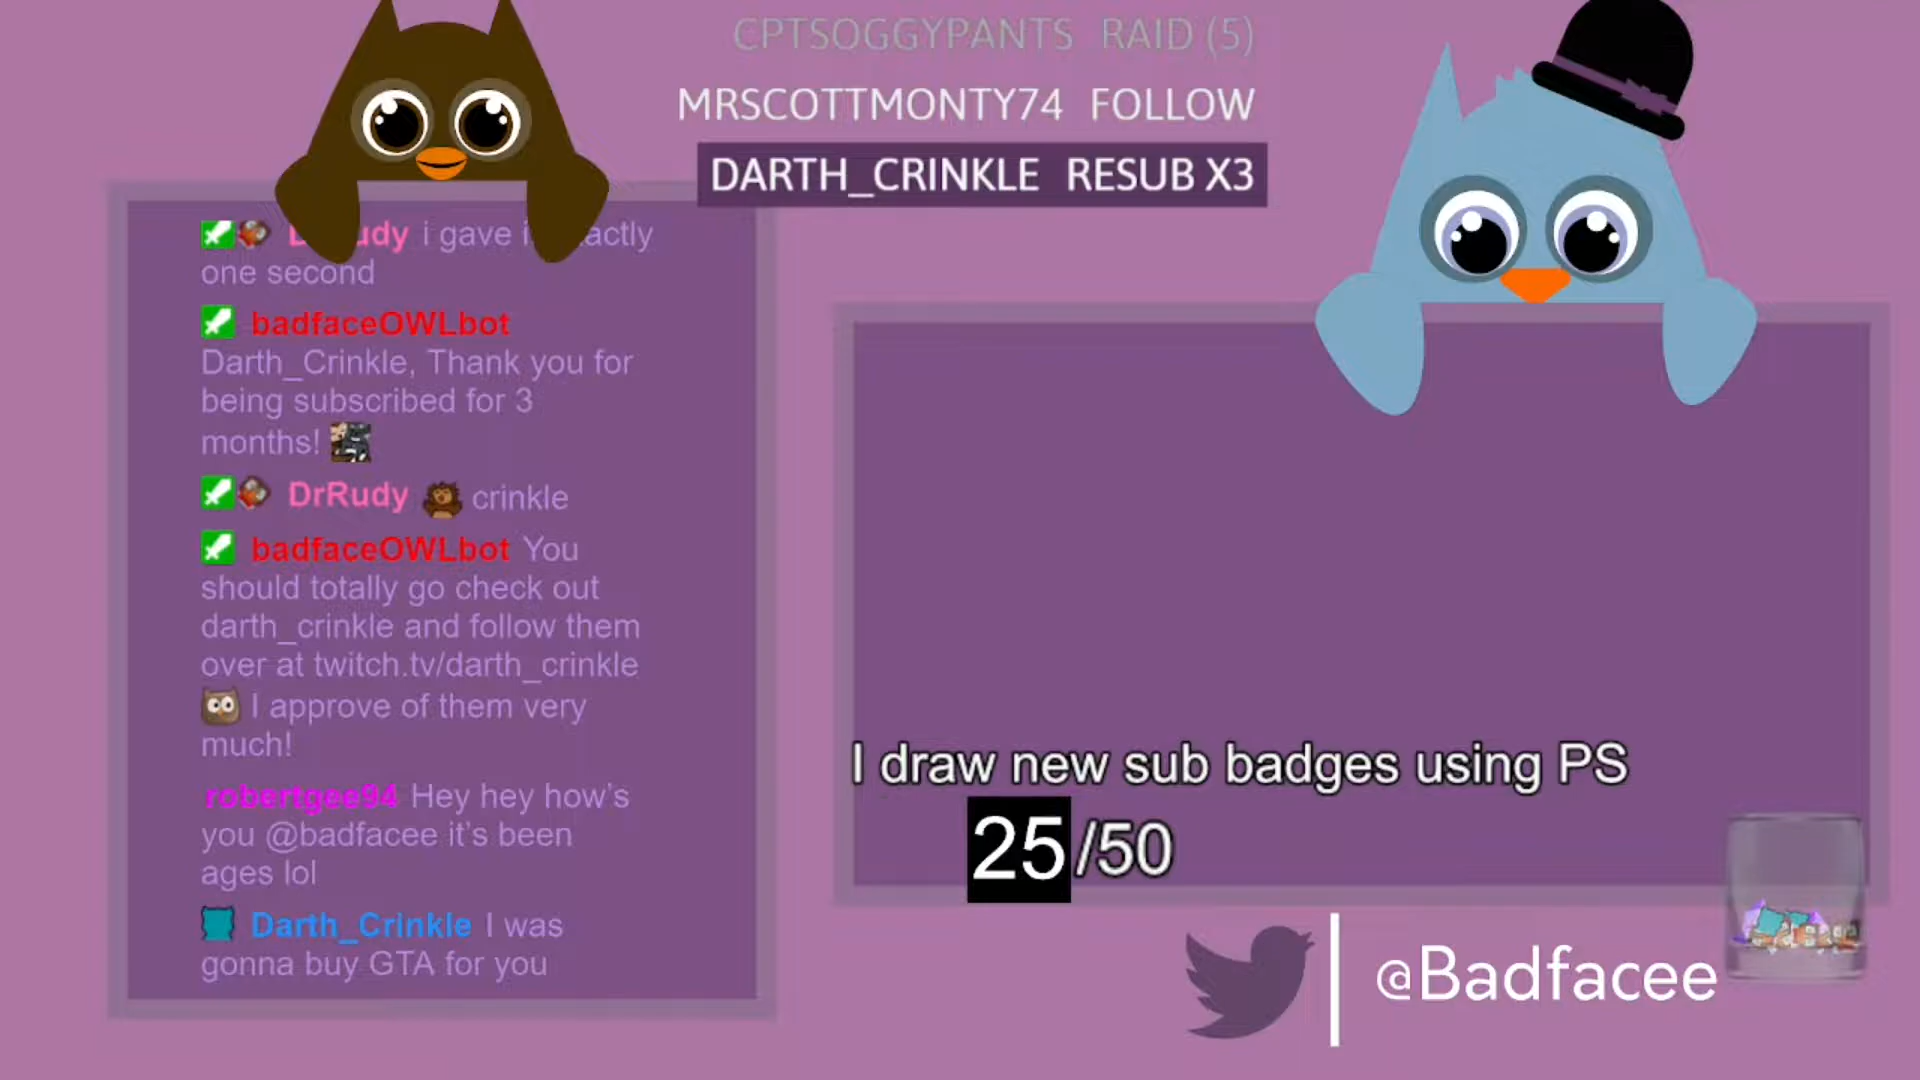 CPTSOGGYPANTS RAID (5)
MRSCOTTMONTY74 FOLLOW
DARTH_CRINKLE RESUB X3
i gave
one second
badfaceOWLbot
Darth_Crinkle, Thank you for
being subscribed for 3
months!
DrRudy crinkle
badfaceOWLbot You
should totally go check out
darth_crinkle and follow them
over at twitch.tv/darth_crinkle
I approve of them very
much!
robertgee94 Hey hey how's
you @badfacee it's been
ages lol
Darth_Crinkle I was
gonna buy GTA for you
I draw new sub badges using PS
25/50
@Badfacee